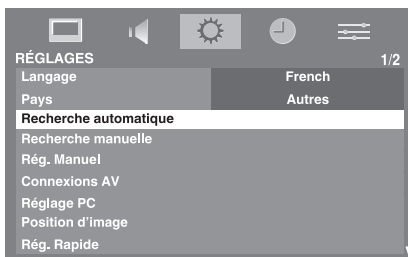 RÉGLAGES 1/2
Langage French
Pays Autres
Recherche automatique
Recherche manuelle
Rég. Manuel
Connexions AV
Réglage PC
Position d'image
Rég. Rapide